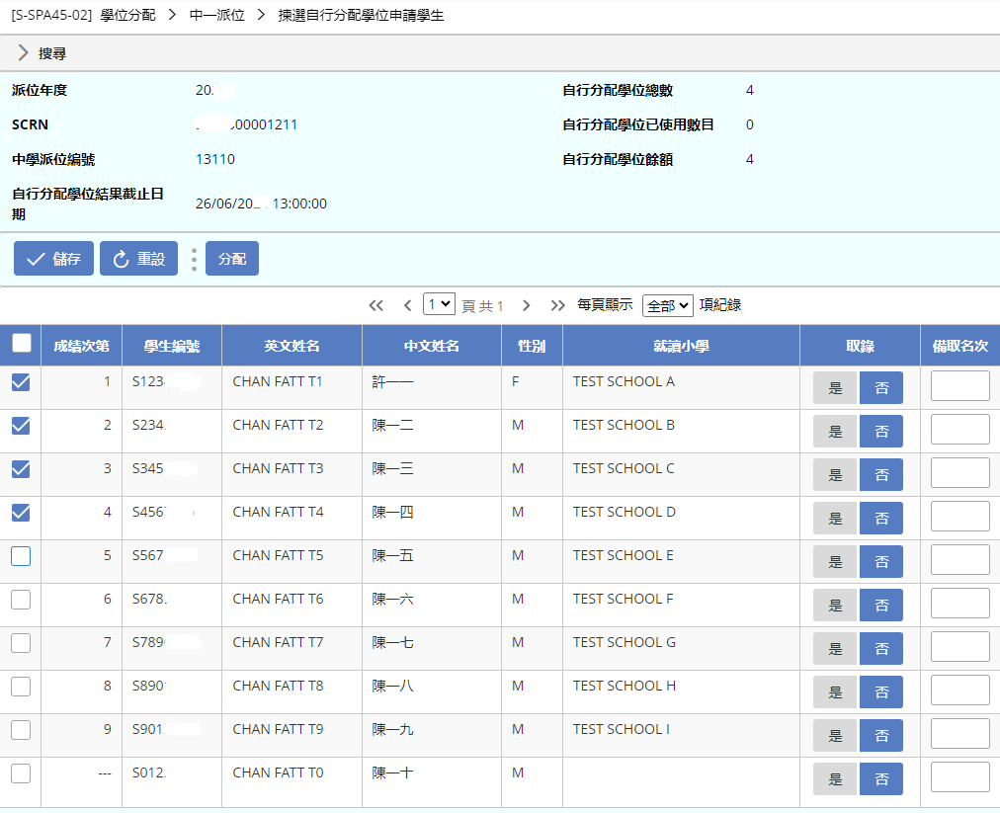 [S-SPA45-02] 學位分配 > 中一派位 > 揀選自行分配學位申請學生
搜尋
派位年度 20 自行分配學位總數 4
SCRN 00001211 自行分配學位已使用數目 0
中學派位編號 13110 自行分配學位餘額 4
自行分配學位結果截止日
期 26/06/20 13:00:00
儲存 重設 分配
1 頁 共 1 每頁顯示 全部 項紀錄
成績次第 學生編號 英文姓名 中文姓名 性別 就讀小學 取錄 備取名次
1 S123 CHAN FATT T1 許一一 F TEST SCHOOL A 是 否
2 S234 CHAN FATT T2 陳一二 M TEST SCHOOL B 是 否
3 S345 CHAN FATT T3 陳一三 M TEST SCHOOL C 是 否
4 S456 CHAN FATT T4 陳一四 M TEST SCHOOL D 是 否
5 S567 CHAN FATT T5 陳一五 M TEST SCHOOL E 是 否
6 S678 CHAN FATT T6 陳一六 M TEST SCHOOL F 是 否
7 S789 CHAN FATT T7 陳一七 M TEST SCHOOL G 是 否
8 S890 CHAN FATT T8 陳一八 M TEST SCHOOL H 是 否
9 S901 CHAN FATT T9 陳一九 M TEST SCHOOL I 是 否
--- S012 CHAN FATT T0 陳一十 M 是 否